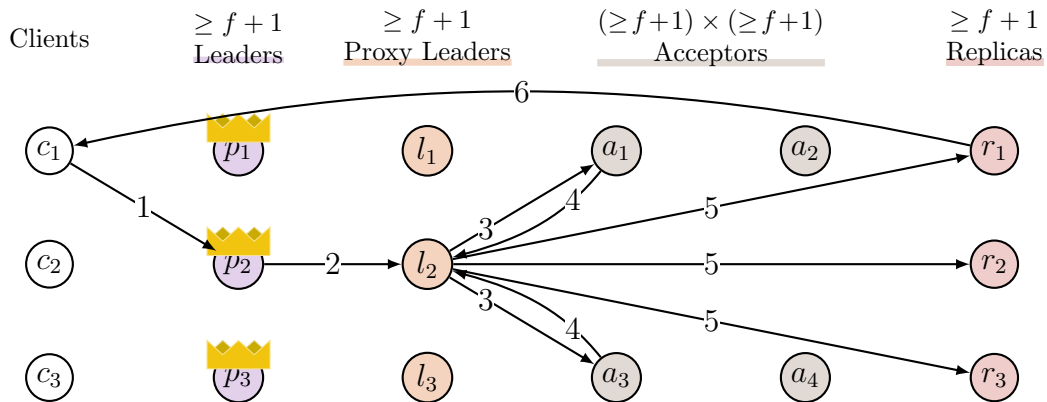 Clients
≥ f + 1
Leaders
≥ f + 1
Proxy Leaders
(≥ f+1) × (≥ f+1)
Acceptors
≥ f + 1
Replicas
6
c₁
p₁
l₁
a₁
a₂
r₁
1
3
4
5
c₂
p₂
2
l₂
5
r₂
3
4
5
c₃
p₃
l₃
a₃
a₄
r₃